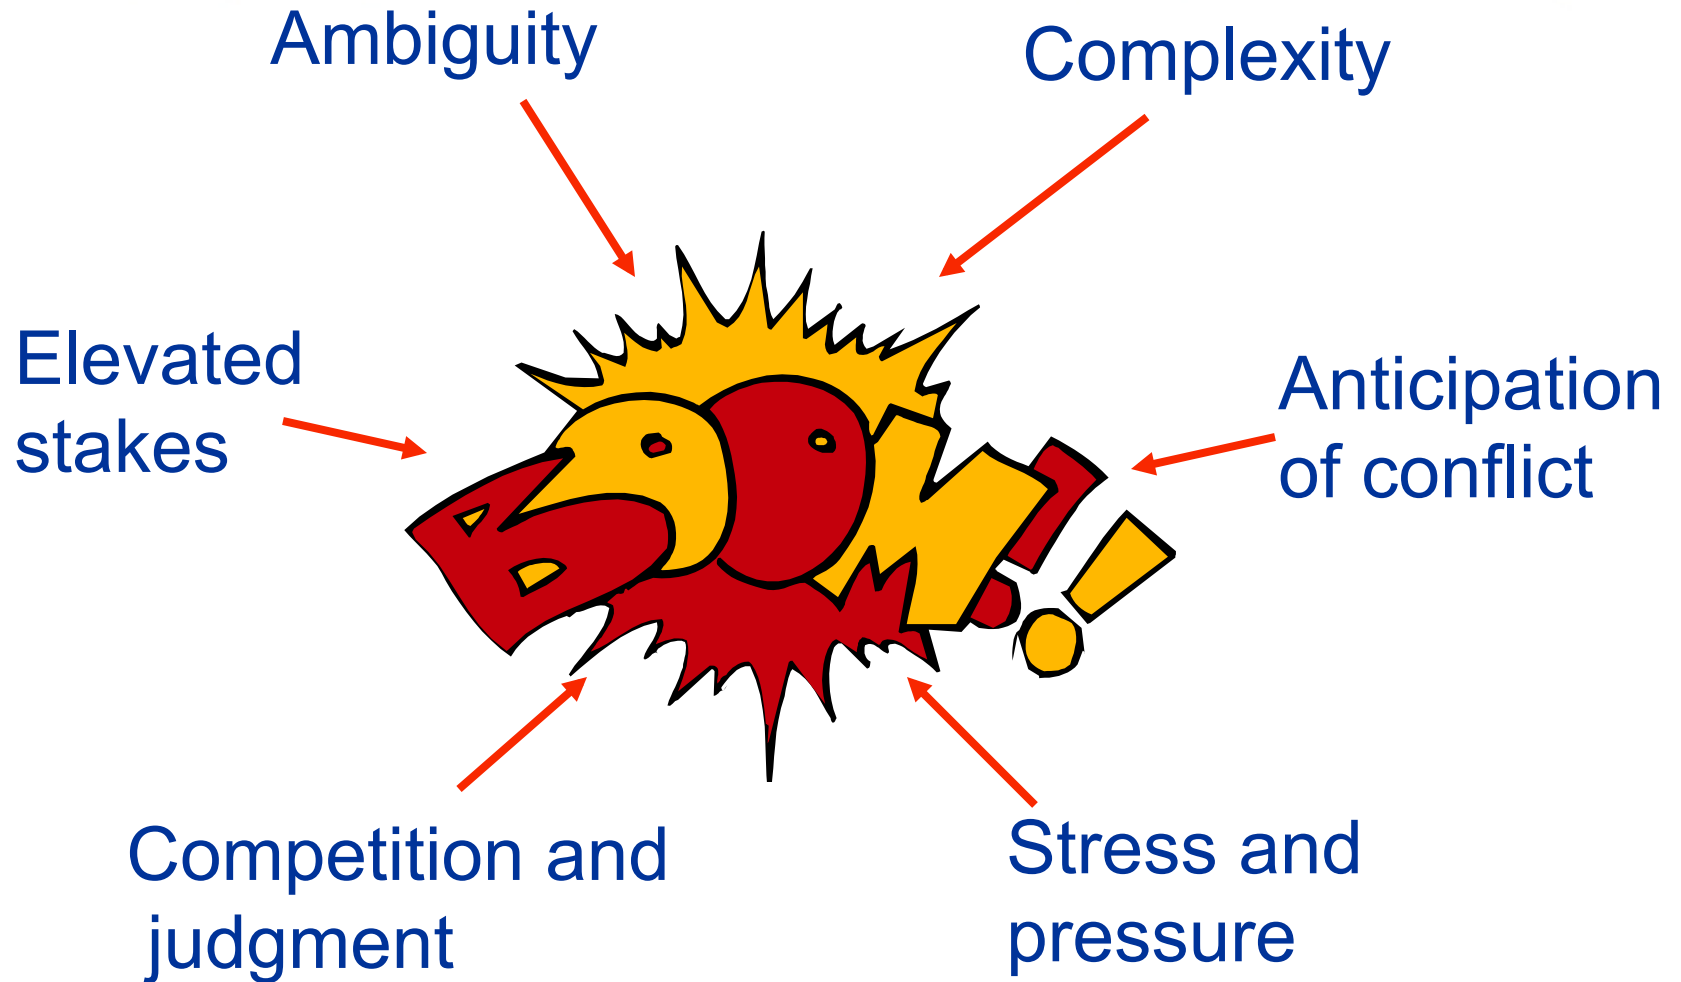 Ambiguity
Complexity
Elevated
stakes
Anticipation
of conflict
BOOM!!
Competition and
judgment
Stress and
pressure